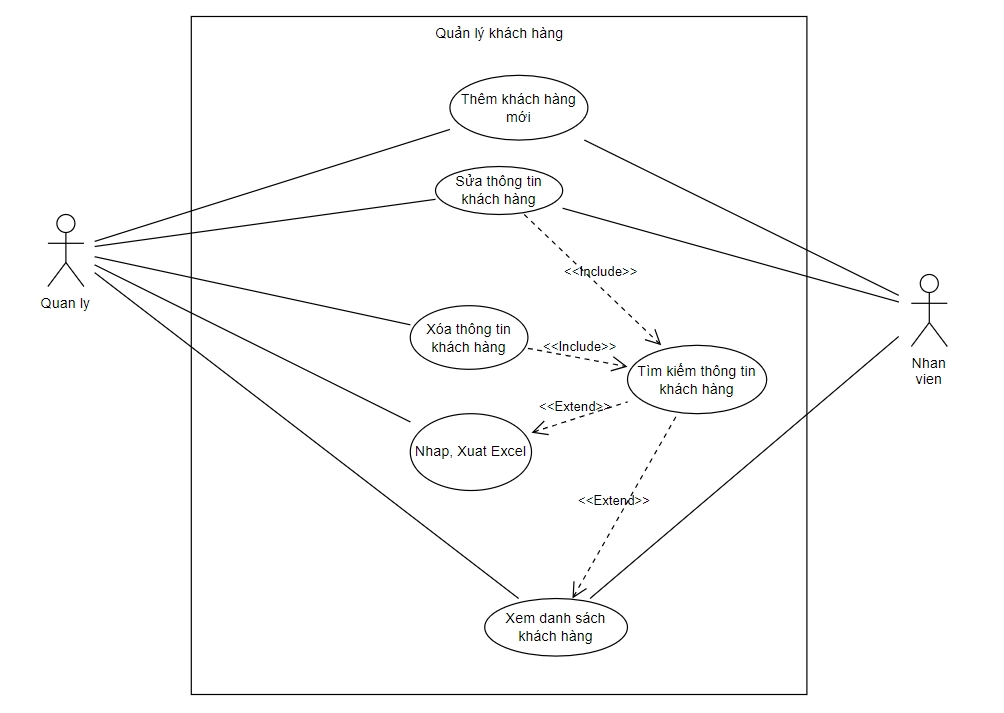 Quản lý khách hàng
Thêm khách hàng
mới
Sửa thông tin
khách hàng
<<Include>>
Quan ly
Xóa thông tin
khách hàng
<<Include>>
Tìm kiếm thông tin
khách hàng
Nhan
vien
<<Extend>>
Nhap, Xuat Excel
<<Extend>>
Xem danh sách
khách hàng